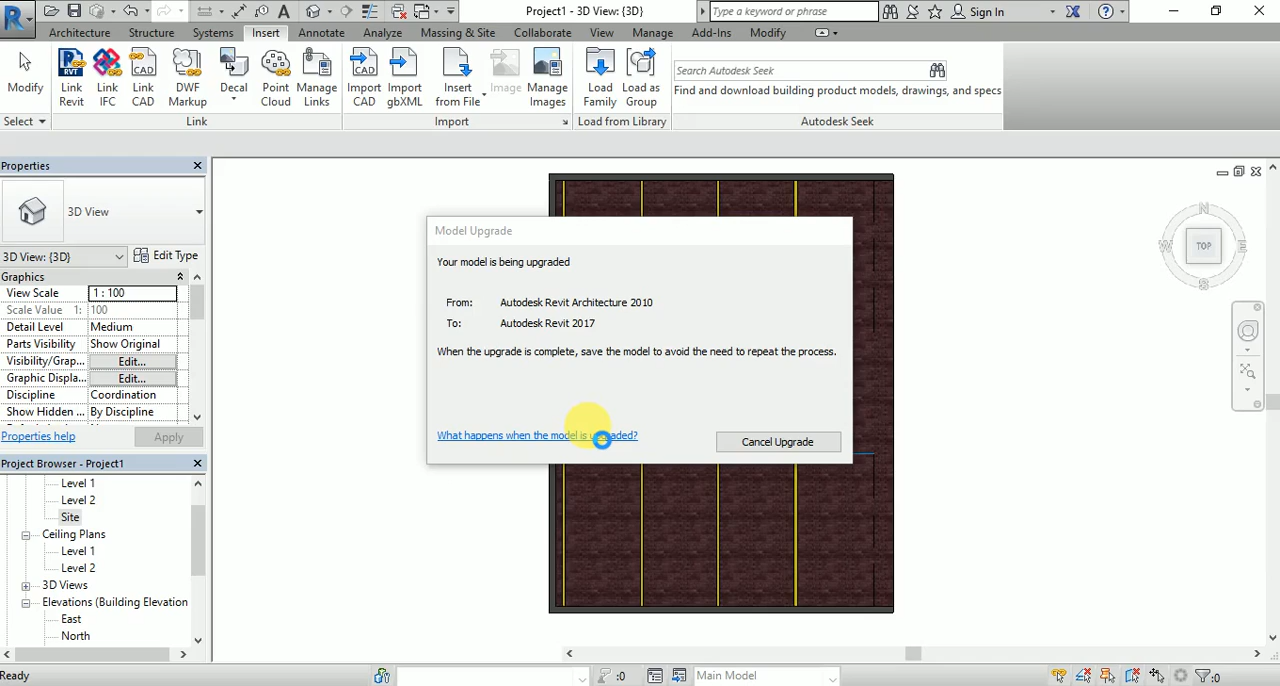 Project1 - 3D View: {3D}
Type a keyword or phrase
Sign In
Architecture Structure Systems Insert Annotate Analyze Massing & Site Collaborate View Manage Add-Ins Modify
Modify
Link Revit
Link IFC
Link CAD
DWF Markup
Decal
Point Cloud
Manage Links
Import CAD
Import gbXML
Insert from File
Image
Manage Images
Load Family
Load as Group
Search Autodesk Seek
Find and download building product models, drawings, and specs
Select
Link
Import
Load from Library
Autodesk Seek
Properties
3D View
3D View: {3D}
Edit Type
Graphics
View Scale 1 : 100
Scale Value 1: 100
Detail Level Medium
Parts Visibility Show Original
Visibility/Grap... Edit...
Graphic Displa... Edit...
Discipline Coordination
Show Hidden ... By Discipline
Properties help
Apply
Project Browser - Project1
Level 1
Level 2
Site
Ceiling Plans
Level 1
Level 2
3D Views
Elevations (Building Elevation
East
North
Model Upgrade
Your model is being upgraded
From: Autodesk Revit Architecture 2010
To: Autodesk Revit 2017
When the upgrade is complete, save the model to avoid the need to repeat the process.
What happens when the model is upgraded?
Cancel Upgrade
N
W
TOP
E
S
Ready
:0
Main Model
:0